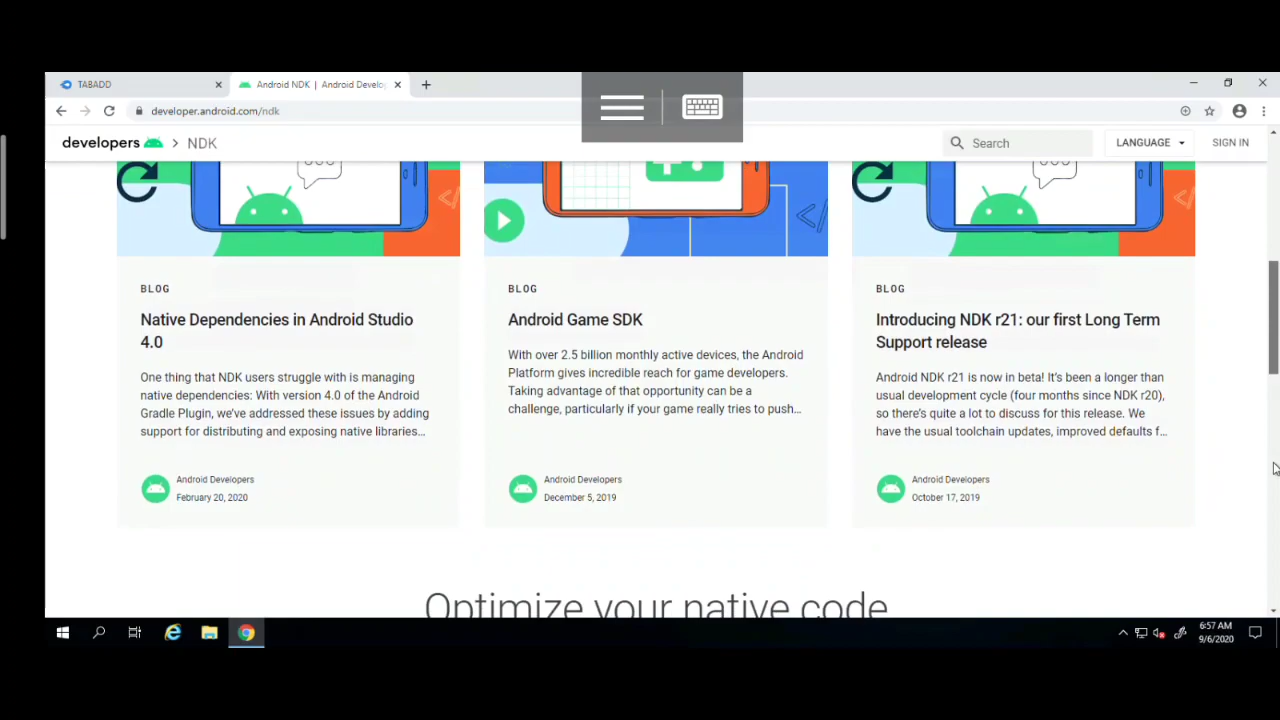 TABADD
Android NDK | Android Develo
developer.android.com/ndk
developers > NDK
Search
LANGUAGE
SIGN IN
BLOG
Native Dependencies in Android Studio
4.0
One thing that NDK users struggle with is managing
native dependencies: With version 4.0 of the Android
Gradle Plugin, we've addressed these issues by adding
support for distributing and exposing native libraries...
Android Developers
February 20, 2020
BLOG
Android Game SDK
With over 2.5 billion monthly active devices, the Android
Platform gives incredible reach for game developers.
Taking advantage of that opportunity can be a
challenge, particularly if your game really tries to push...
Android Developers
December 5, 2019
BLOG
Introducing NDK r21: our first Long Term
Support release
Android NDK r21 is now in beta! It's been a longer than
usual development cycle (four months since NDK r20),
so there's quite a lot to discuss for this release. We
have the usual toolchain updates, improved defaults f...
Android Developers
October 17, 2019
Optimize your native code
6:57 AM
9/6/2020